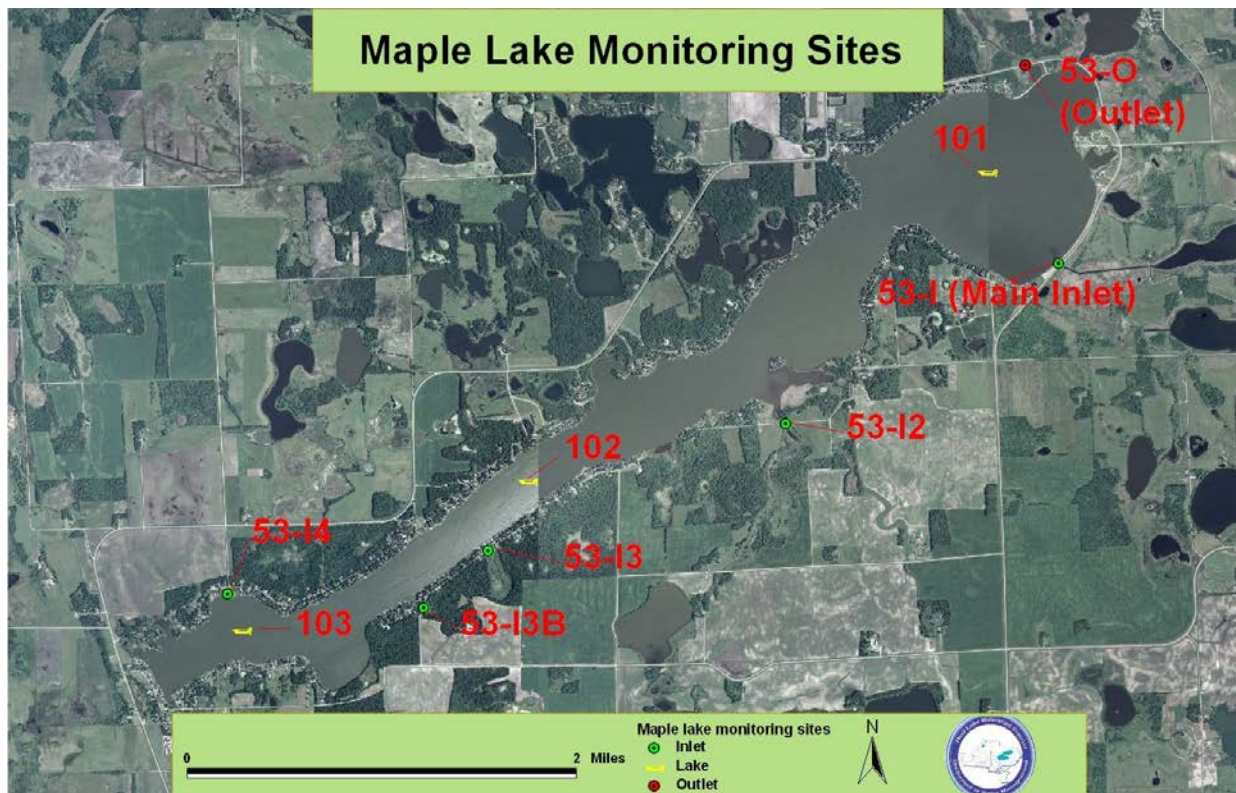 Maple Lake Monitoring Sites
53-O
(Outlet)
101
53-I (Main Inlet)
53-I2
102
53-I4
53-I3
103
53-I3B
0
2 Miles
Maple lake monitoring sites
Inlet
Lake
Outlet
N